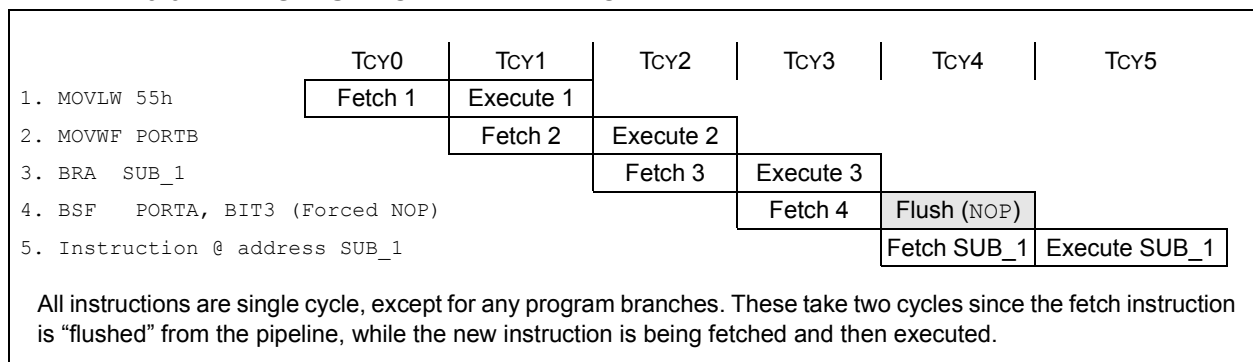 TCY0 TCY1 TCY2 TCY3 TCY4 TCY5
1. MOVLW 55h Fetch 1 Execute 1
2. MOVWF PORTB Fetch 2 Execute 2
3. BRA SUB_1 Fetch 3 Execute 3
4. BSF PORTA, BIT3 (Forced NOP) Fetch 4 Flush (NOP)
5. Instruction @ address SUB_1 Fetch SUB_1 Execute SUB_1
All instructions are single cycle, except for any program branches. These take two cycles since the fetch instruction
is “flushed” from the pipeline, while the new instruction is being fetched and then executed.